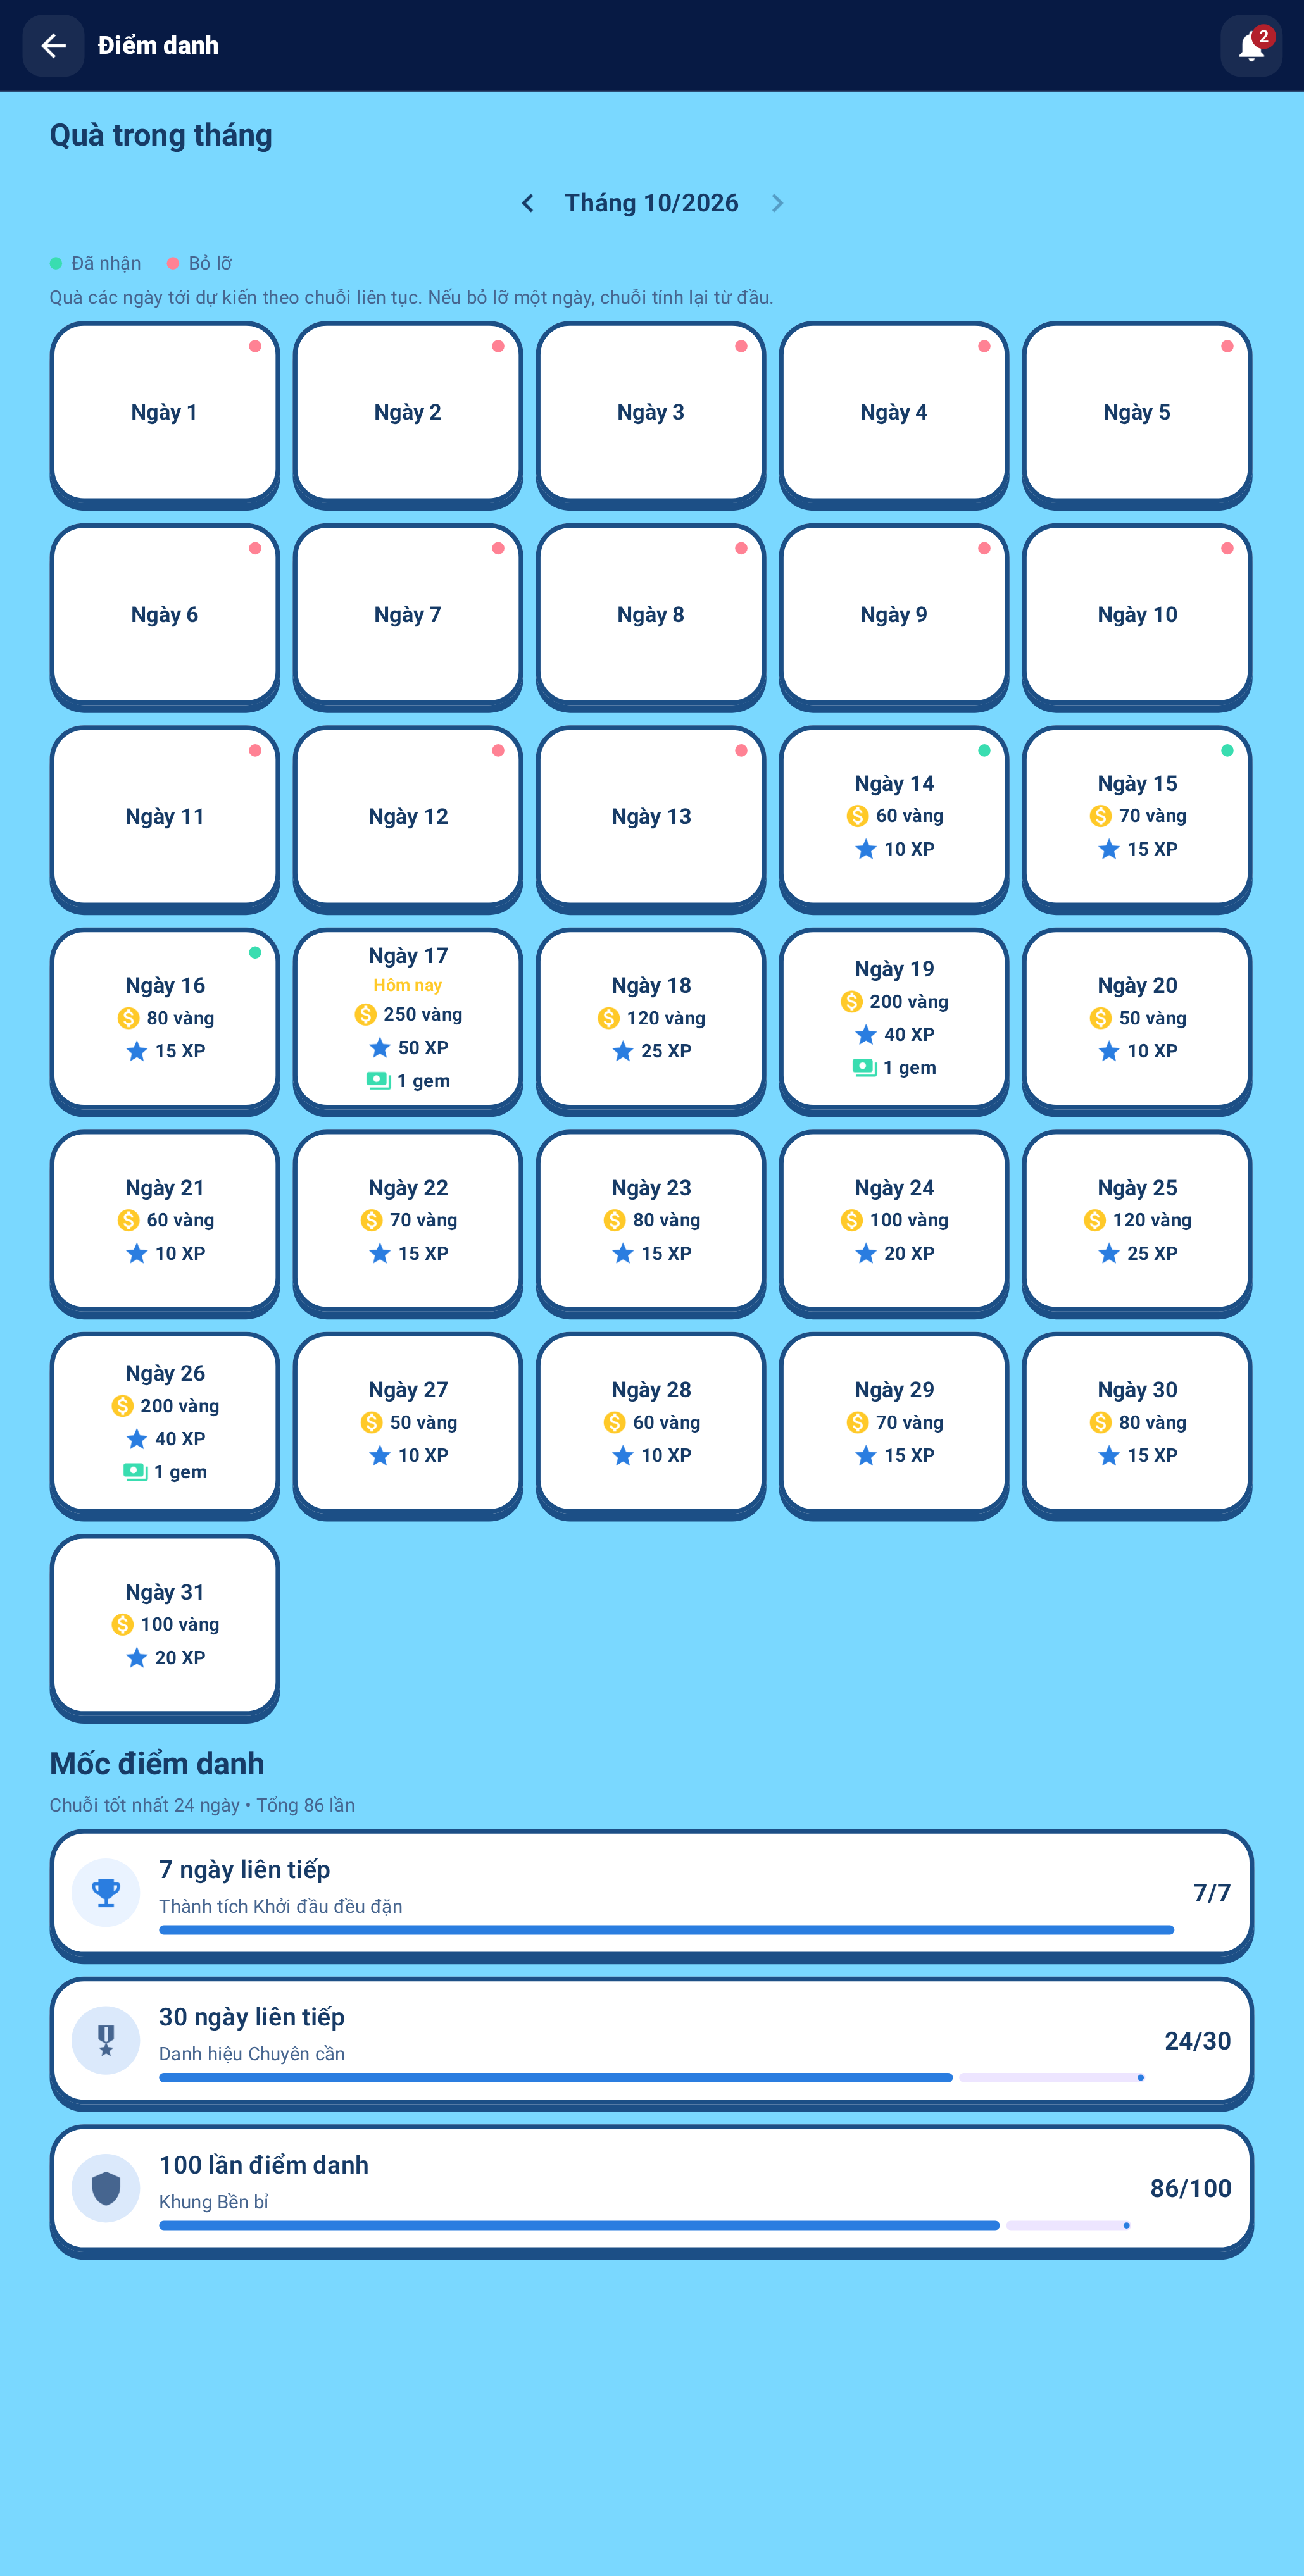 Điểm danh
2
Quà trong tháng
Tháng 10/2026
Đã nhận
Bỏ lỡ
Quà các ngày tới dự kiến theo chuỗi liên tục. Nếu bỏ lỡ một ngày, chuỗi tính lại từ đầu.
Ngày 1
Ngày 2
Ngày 3
Ngày 4
Ngày 5
Ngày 6
Ngày 7
Ngày 8
Ngày 9
Ngày 10
Ngày 11
Ngày 12
Ngày 13
Ngày 14
60 vàng
10 XP
Ngày 15
70 vàng
15 XP
Ngày 16
80 vàng
15 XP
Ngày 17
Hôm nay
250 vàng
50 XP
1 gem
Ngày 18
120 vàng
25 XP
Ngày 19
200 vàng
40 XP
1 gem
Ngày 20
50 vàng
10 XP
Ngày 21
60 vàng
10 XP
Ngày 22
70 vàng
15 XP
Ngày 23
80 vàng
15 XP
Ngày 24
100 vàng
20 XP
Ngày 25
120 vàng
25 XP
Ngày 26
200 vàng
40 XP
1 gem
Ngày 27
50 vàng
10 XP
Ngày 28
60 vàng
10 XP
Ngày 29
70 vàng
15 XP
Ngày 30
80 vàng
15 XP
Ngày 31
100 vàng
20 XP
Mốc điểm danh
Chuỗi tốt nhất 24 ngày • Tổng 86 lần
7 ngày liên tiếp
Thành tích Khởi đầu đều đặn
7/7
30 ngày liên tiếp
Danh hiệu Chuyên cần
24/30
100 lần điểm danh
Khung Bền bỉ
86/100